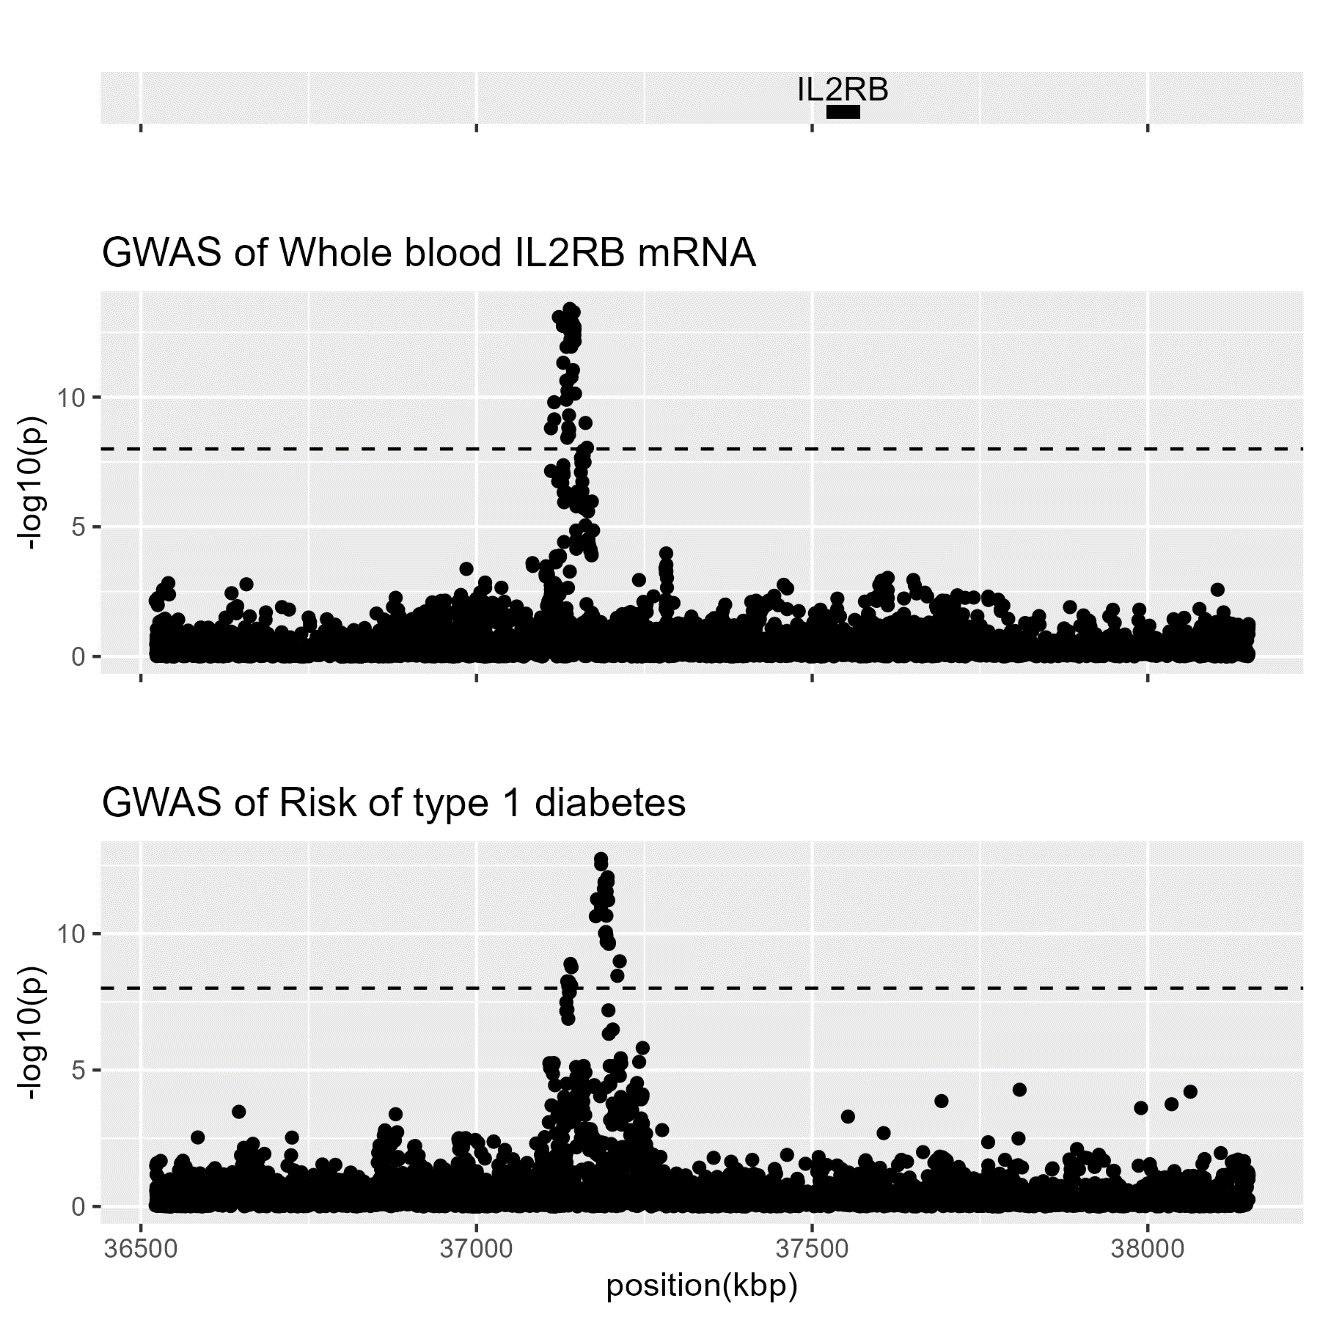 IL2RB
GWAS of Whole blood IL2RB mRNA
10
5
0
-log10(p)
GWAS of Risk of type 1 diabetes
10
5
0
-log10(p)
36500 37000 37500 38000
position(kbp)